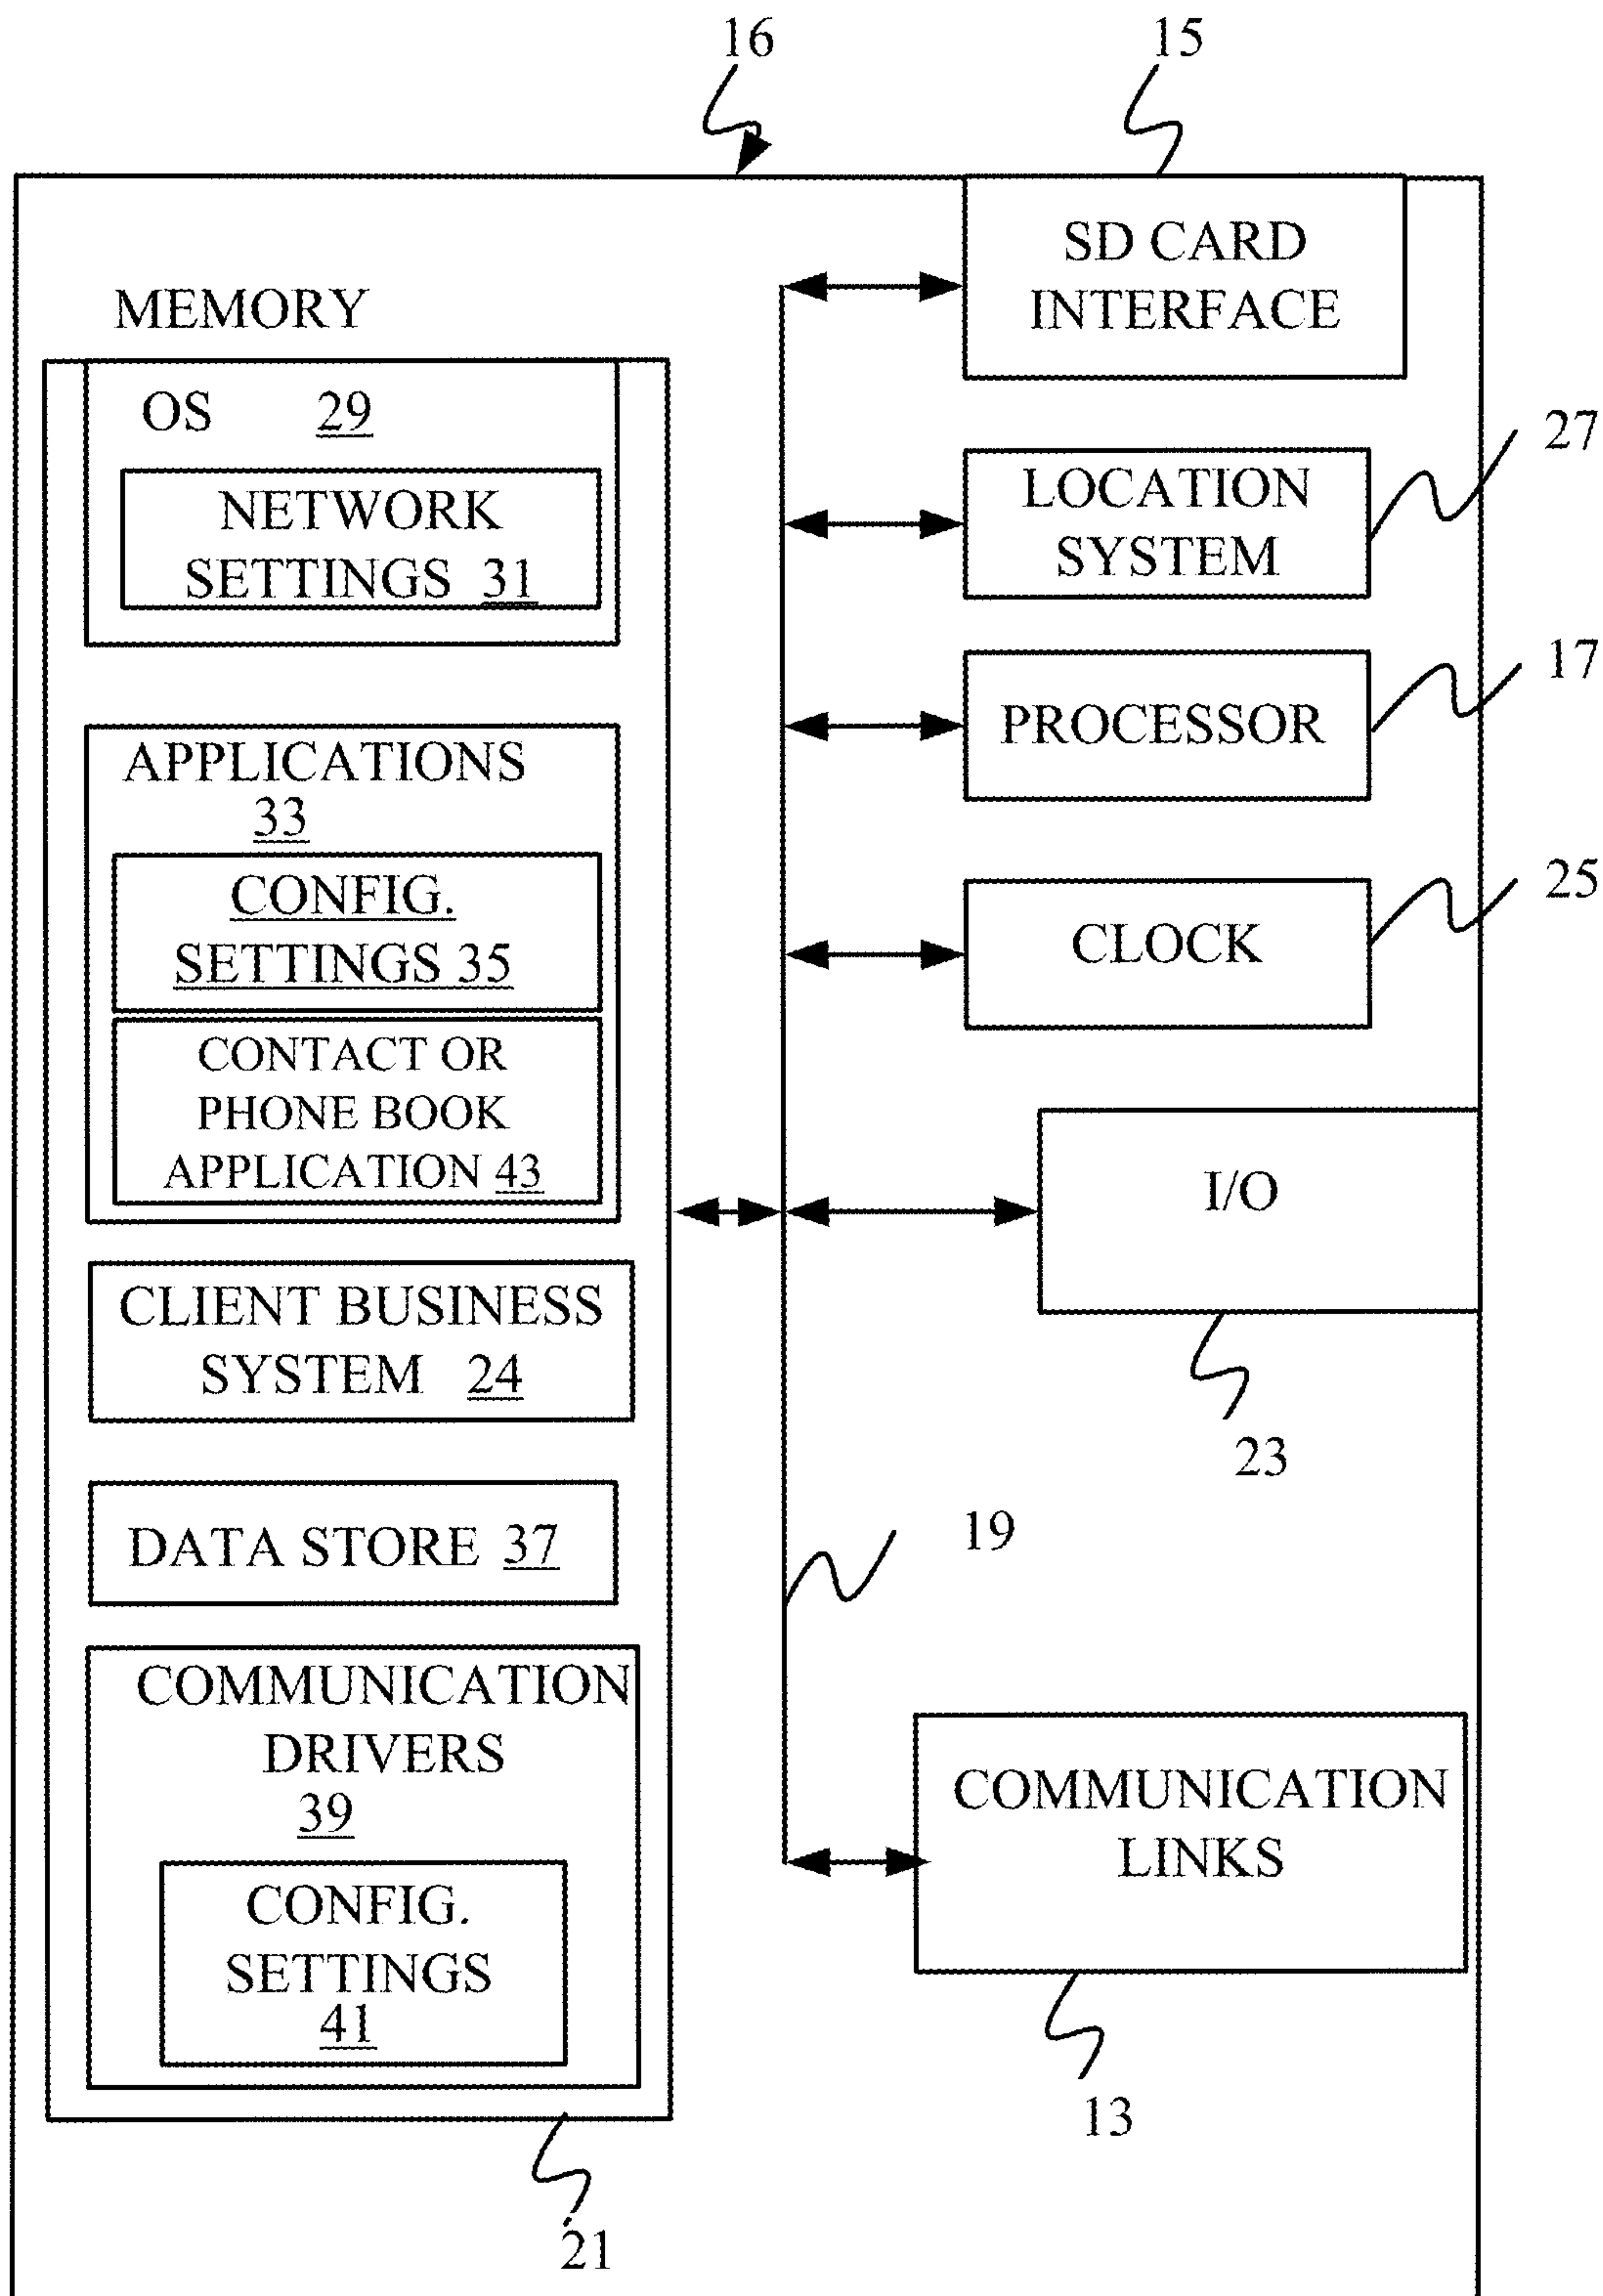 16
15
SD CARD
INTERFACE
MEMORY
OS 29
NETWORK
SETTINGS 31
27
LOCATION
SYSTEM
17
PROCESSOR
APPLICATIONS
33
CONFIG.
SETTINGS 35
CONTACT OR
PHONE BOOK
APPLICATION 43
25
CLOCK
I/O
23
CLIENT BUSINESS
SYSTEM 24
DATA STORE 37
19
COMMUNICATION
DRIVERS
39
CONFIG.
SETTINGS
41
COMMUNICATION
LINKS
13
21